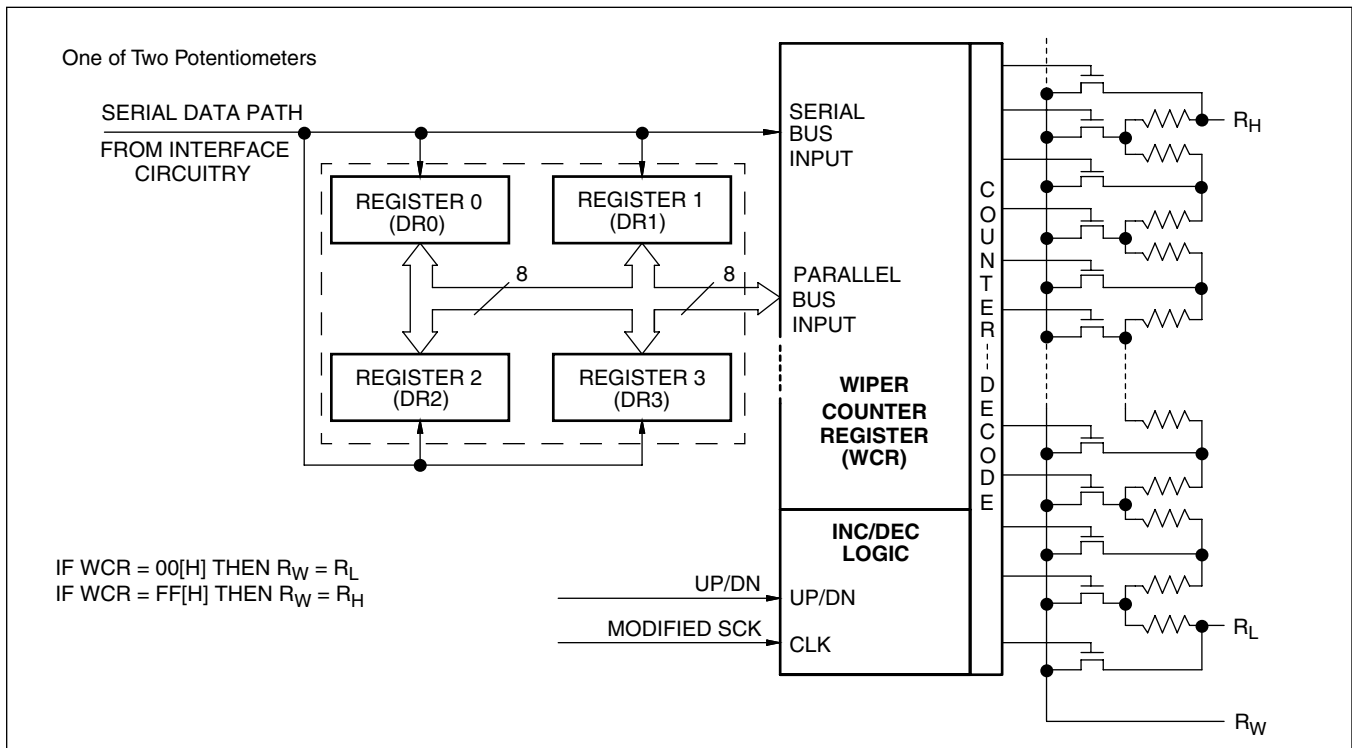 One of Two Potentiometers
SERIAL DATA PATH
FROM INTERFACE
CIRCUITRY
REGISTER 0
(DR0)
REGISTER 1
(DR1)
8
8
REGISTER 2
(DR2)
REGISTER 3
(DR3)
SERIAL
BUS
INPUT
PARALLEL
BUS
INPUT
WIPER
COUNTER
REGISTER
(WCR)
INC/DEC
LOGIC
UP/DN
UP/DN
MODIFIED SCK
CLK
COUNTER
DECODE
RH
RL
RW
IF WCR = 00[H] THEN RW = RL
IF WCR = FF[H] THEN RW = RH